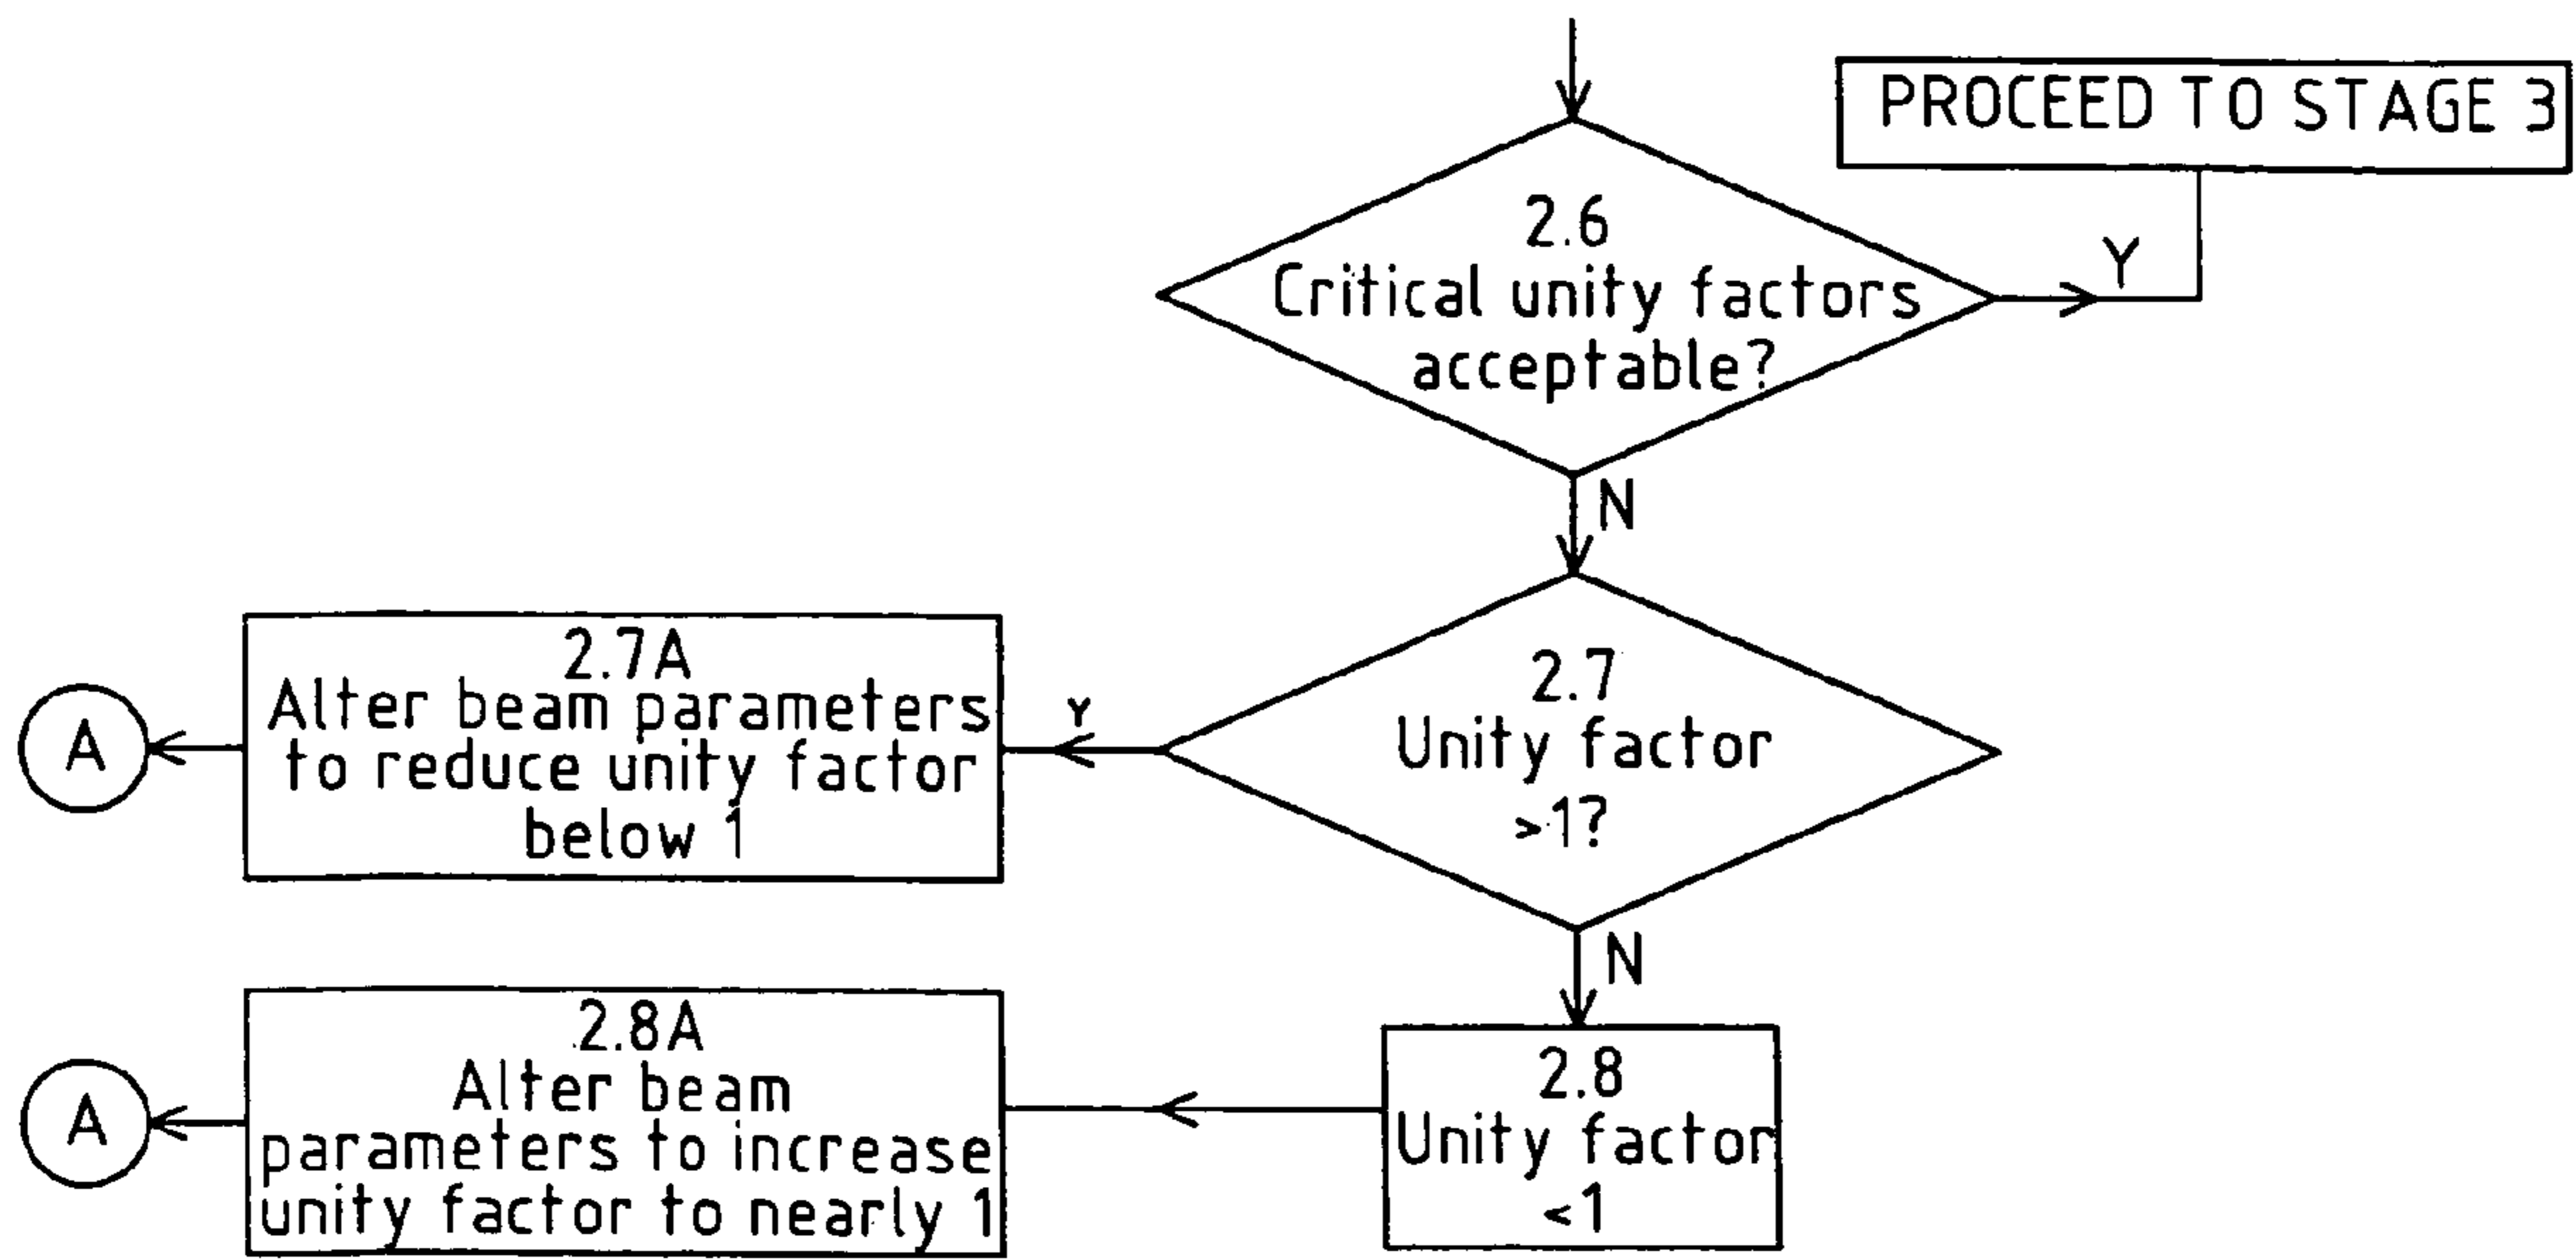 PROCEED TO STAGE 3
2.6
Critical unity factors
acceptable?
Y
N
2.7
Unity factor
>1?
Y
2.7A
Alter beam parameters
to reduce unity factor
below 1
A
N
2.8
Unity factor
<1
2.8A
Alter beam
parameters to increase
unity factor to nearly 1
A